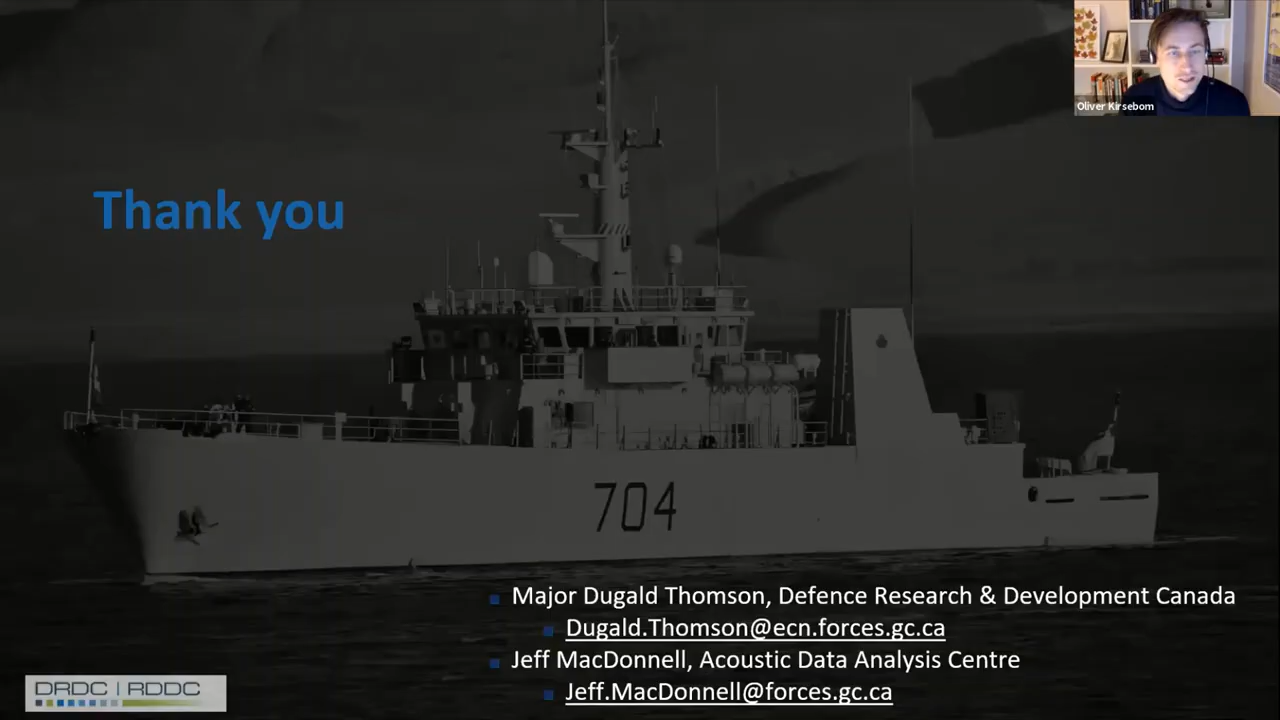 Oliver Kirsebom
Thank you
704
Major Dugald Thomson, Defence Research & Development Canada
Dugald.Thomson@ecn.forces.gc.ca
Jeff MacDonnell, Acoustic Data Analysis Centre
Jeff.MacDonnell@forces.gc.ca
DRDC | RDDC